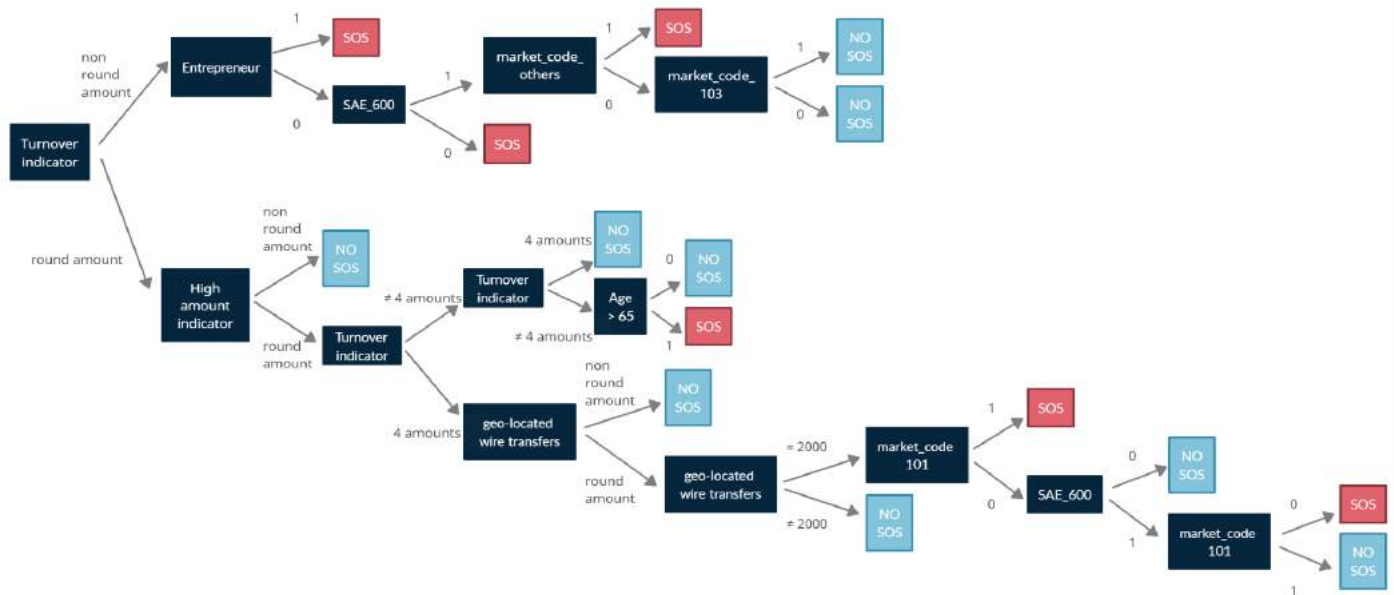 1
SOS
non
round
amount
Entrepreneur
0
SAE_600
1
market_code_
others
1
SOS
0
market_code_
103
1
NO
SOS
0
NO
SOS
0
SOS
Turnover
indicator
round amount
High
amount
indicator
non
round
amount
NO
SOS
round
amount
Turnover
indicator
≠ 4 amounts
Turnover
indicator
4 amounts
NO
SOS
≠ 4 amounts
Age
> 65
0
NO
SOS
1
SOS
4 amounts
geo-located
wire transfers
non
round
amount
NO
SOS
round
amount
geo-located
wire transfers
= 2000
market_code
101
≠ 2000
NO
SOS
1
SOS
0
SAE_600
0
NO
SOS
1
market_code
101
0
SOS
1
NO
SOS